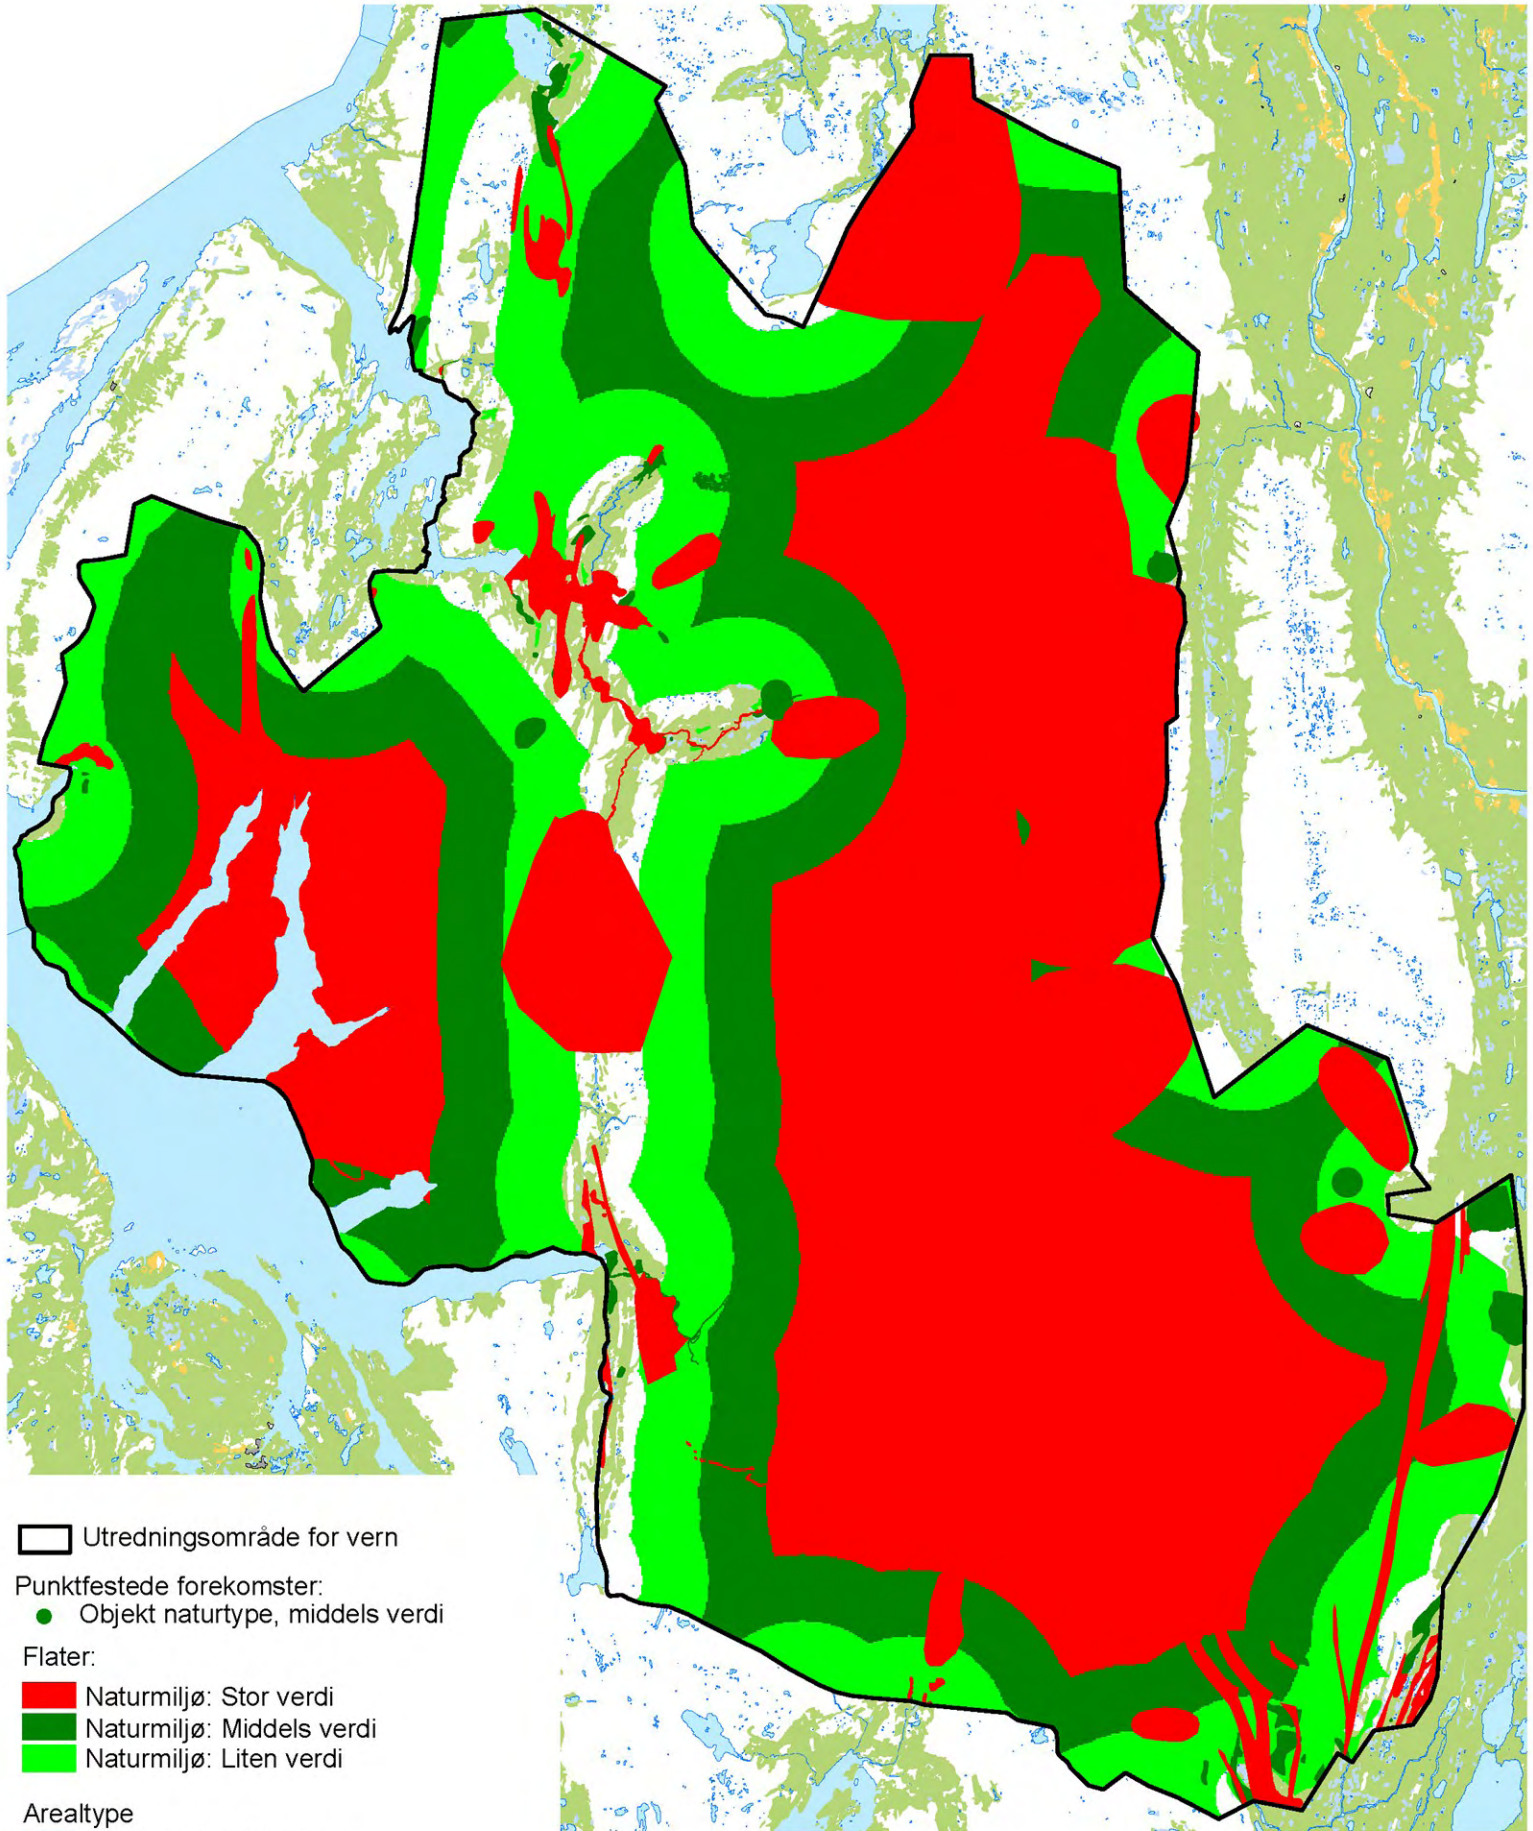 Utredningsområde for vern
Punktfestede forekomster:
Objekt naturtype, middels verdi
Flater:
Naturmiljø: Stor verdi
Naturmiljø: Middels verdi
Naturmiljø: Liten verdi
Arealtype